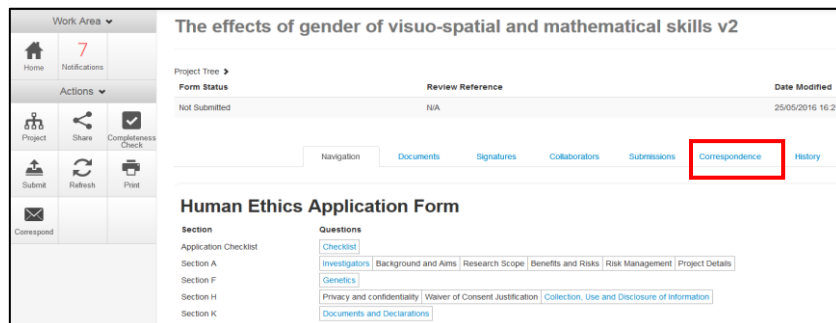 Work Area
The effects of gender of visuo-spatial and mathematical skills v2
7
Home Notifications
Project Tree
Form Status Review Reference Date Modified
Actions
Not Submitted N/A 25/05/2016 16:2
Project Share Completeness Check
Navigation Documents Signatures Collaborators Submissions Correspondence History
Submit Refresh Print
Human Ethics Application Form
Correspond
Section Questions
Application Checklist Checklist
Section A Investigators Background and Aims Research Scope Benefits and Risks Risk Management Project Details
Section F Genetics
Section H Privacy and confidentiality Waiver of Consent Justification Collection, Use and Disclosure of Information
Section K Documents and Declarations